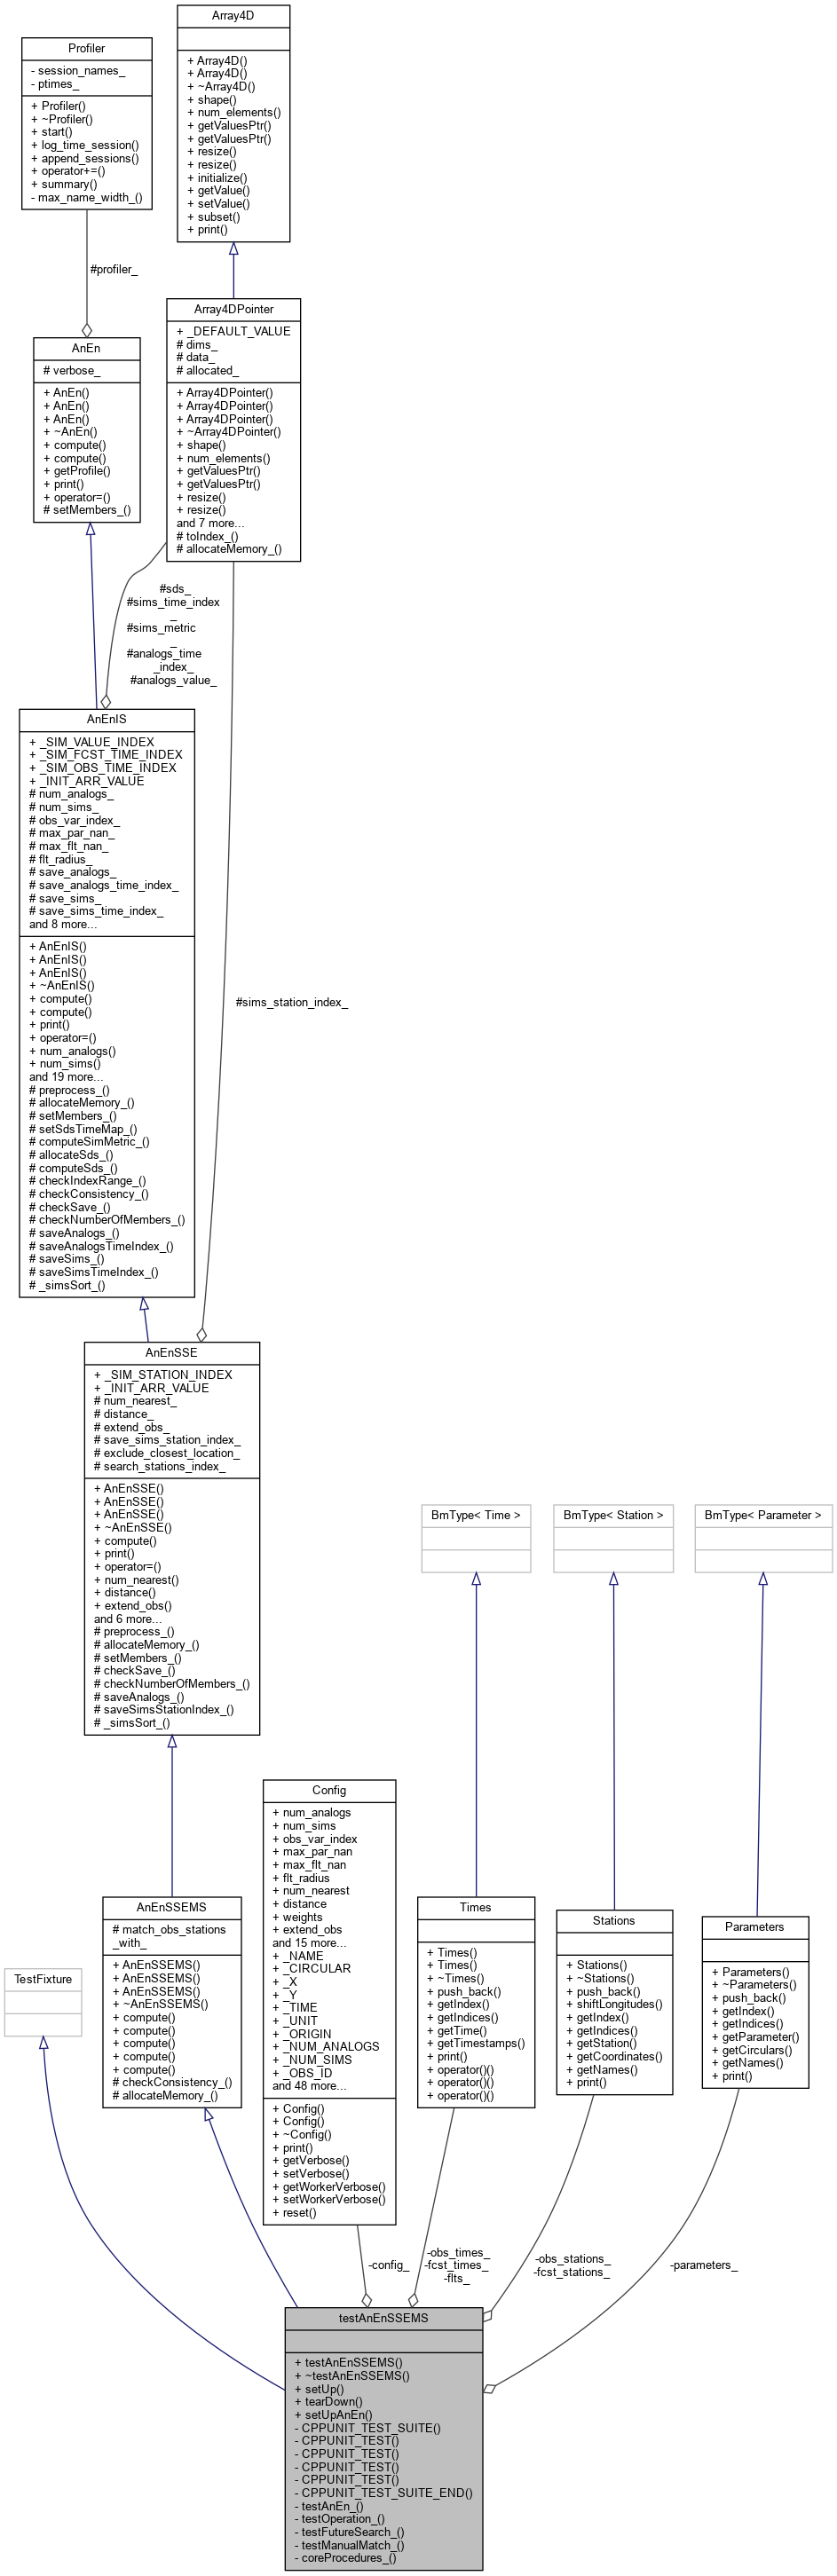 Array4D
+ Array4D()
+ Array4D()
+ ~Array4D()
+ shape()
+ num_elements()
+ getValuesPtr()
+ getValuesPtr()
+ resize()
+ resize()
+ initialize()
+ getValue()
+ setValue()
+ subset()
+ print()
Profiler
- session_names_
- ptimes_
+ Profiler()
+ ~Profiler()
+ start()
+ log_time_session()
+ append_sessions()
+ operator+=()
+ summary()
- max_name_width_()
#profiler_
Array4DPointer
+ _DEFAULT_VALUE
# dims_
# data_
# allocated_
+ Array4DPointer()
+ Array4DPointer()
+ Array4DPointer()
+ ~Array4DPointer()
+ shape()
+ num_elements()
+ getValuesPtr()
+ getValuesPtr()
+ resize()
+ resize()
and 7 more...
# toIndex_()
# allocateMemory_()
AnEn
# verbose_
+ AnEn()
+ AnEn()
+ AnEn()
+ ~AnEn()
+ compute()
+ compute()
+ getProfile()
+ print()
+ operator=()
# setMembers_()
#sds_
#sims_time_index
_
#sims_metric
_
#analogs_time
_index_
#analogs_value_
AnEnIS
+ _SIM_VALUE_INDEX
+ _SIM_FCST_TIME_INDEX
+ _SIM_OBS_TIME_INDEX
+ _INIT_ARR_VALUE
# num_analogs_
# num_sims_
# obs_var_index_
# max_par_nan_
# max_flt_nan_
# flt_radius_
# save_analogs_
# save_analogs_time_index_
# save_sims_
# save_sims_time_index_
and 8 more...
+ AnEnIS()
+ AnEnIS()
+ AnEnIS()
+ ~AnEnIS()
+ compute()
+ compute()
+ print()
+ operator=()
+ num_analogs()
+ num_sims()
and 19 more...
# preprocess_()
# allocateMemory_()
# setMembers_()
# setSdsTimeMap_()
# computeSimMetric_()
# allocateSds_()
# computeSds_()
# checkIndexRange_()
# checkConsistency_()
# checkSave_()
# checkNumberOfMembers_()
# saveAnalogs_()
# saveAnalogsTimeIndex_()
# saveSims_()
# saveSimsTimeIndex_()
# _simsSort_()
#sims_station_index_
AnEnSSE
+ _SIM_STATION_INDEX
+ _INIT_ARR_VALUE
# num_nearest_
# distance_
# extend_obs_
# save_sims_station_index_
# exclude_closest_location_
# search_stations_index_
+ AnEnSSE()
+ AnEnSSE()
+ AnEnSSE()
+ ~AnEnSSE()
+ compute()
+ print()
+ operator=()
+ num_nearest()
+ distance()
+ extend_obs()
and 6 more...
# preprocess_()
# allocateMemory_()
# setMembers_()
# checkSave_()
# checkNumberOfMembers_()
# saveAnalogs_()
# saveSimsStationIndex_()
# _simsSort_()
BmType< Time >
BmType< Station >
BmType< Parameter >
TestFixture
AnEnSSEMS
# match_obs_stations
_with_
+ AnEnSSEMS()
+ AnEnSSEMS()
+ AnEnSSEMS()
+ ~AnEnSSEMS()
+ compute()
+ compute()
+ compute()
+ compute()
+ compute()
# checkConsistency_()
# allocateMemory_()
Config
+ num_analogs
+ num_sims
+ obs_var_index
+ max_par_nan
+ max_flt_nan
+ flt_radius
+ num_nearest
+ distance
+ weights
+ extend_obs
and 15 more...
+ _NAME
+ _CIRCULAR
+ _X
+ _Y
+ _TIME
+ _UNIT
+ _ORIGIN
+ _NUM_ANALOGS
+ _NUM_SIMS
+ _OBS_ID
and 48 more...
+ Config()
+ Config()
+ ~Config()
+ print()
+ getVerbose()
+ setVerbose()
+ getWorkerVerbose()
+ setWorkerVerbose()
+ reset()
Times
+ Times()
+ Times()
+ ~Times()
+ push_back()
+ getIndex()
+ getIndices()
+ getTime()
+ getTimestamps()
+ print()
+ operator()()
+ operator()()
+ operator()()
Stations
+ Stations()
+ ~Stations()
+ push_back()
+ shiftLongitudes()
+ getIndex()
+ getIndices()
+ getStation()
+ getCoordinates()
+ getNames()
+ print()
Parameters
+ Parameters()
+ ~Parameters()
+ push_back()
+ getIndex()
+ getIndices()
+ getParameter()
+ getCirculars()
+ getNames()
+ print()
-config_
-obs_times_
-fcst_times_
-flts_
-obs_stations_
-fcst_stations_
-parameters_
testAnEnSSEMS
+ testAnEnSSEMS()
+ ~testAnEnSSEMS()
+ setUp()
+ tearDown()
+ setUpAnEn()
- CPPUNIT_TEST_SUITE()
- CPPUNIT_TEST()
- CPPUNIT_TEST()
- CPPUNIT_TEST()
- CPPUNIT_TEST()
- CPPUNIT_TEST_SUITE_END()
- testAnEn_()
- testOperation_()
- testFutureSearch_()
- testManualMatch_()
- coreProcedures_()